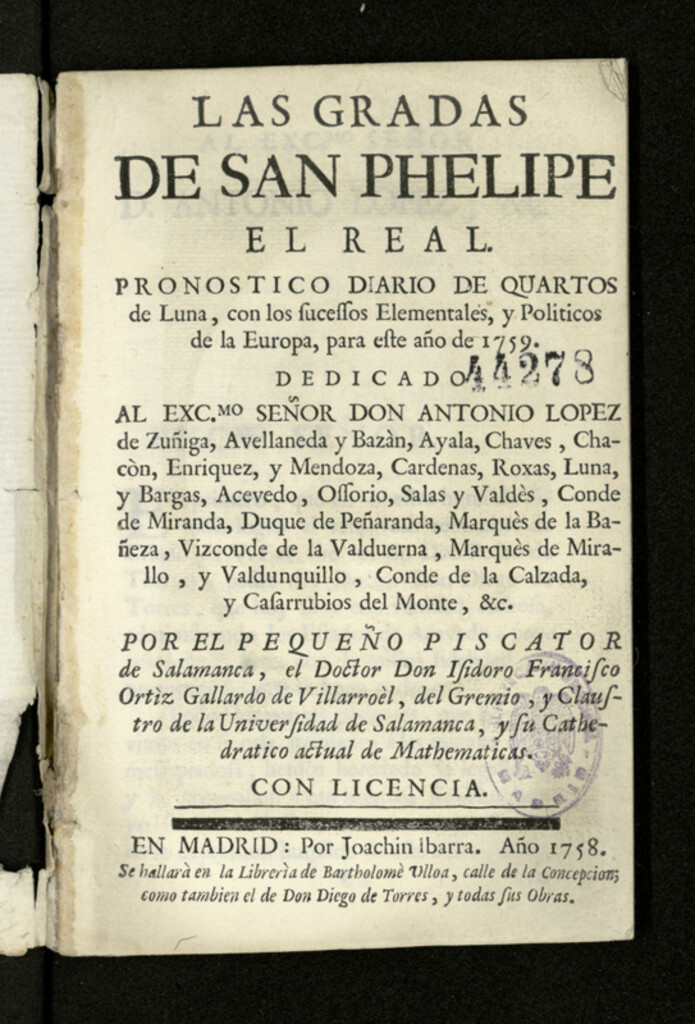 LAS GRADAS
DE SAN PHELIPE
EL REAL.
PRONOSTICO DIARIO DE QUARTOS
de Luna, con los ſuceſſos Elementales, y Politicos
de la Europa, para eſte año de 1759.
44278
DEDICADO
AL EXC.MO SEÑOR DON ANTONIO LOPEZ
de Zuñiga, Avellaneda y Bazàn, Ayala, Chaves, Cha-
còn, Enriquez, y Mendoza, Cardenas, Roxas, Luna,
y Bargas, Acevedo, Oſſorio, Salas y Valdès, Conde
de Miranda, Duque de Peñaranda, Marquès de la Ba-
ñeza, Vizconde de la Valduerna, Marquès de Mira-
llo, y Valdunquillo, Conde de la Calzada,
y Caſarrubios del Monte, &c.
POR EL PEQUEÑO PISCATOR
de Salamanca, el Doctor Don Iſidoro Franciſco
Ortìz Gallardo de Villarroèl, del Gremio, y Clauſ-
tro de la Univerſidad de Salamanca, y ſu Cathe-
dratico actual de Mathematicas.
CON LICENCIA.
EN MADRID: Por Joachin Ibarra. Año 1758.
Se hallarà en la Librerìa de Bartholomè Ulloa, calle de la Concepcion;
como tambien el de Don Diego de Torres, y todas ſus Obras.